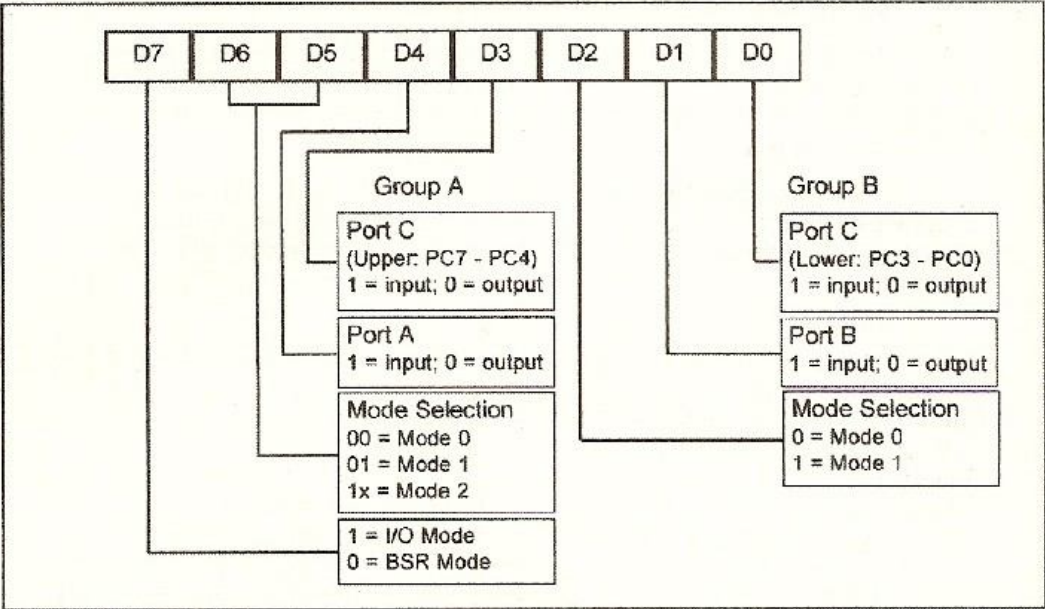 D7 D6 D5 D4 D3 D2 D1 D0
Group A
Port C
(Upper: PC7 - PC4)
1 = input; 0 = output
Port A
1 = input; 0 = output
Mode Selection
00 = Mode 0
01 = Mode 1
1x = Mode 2
1 = I/O Mode
0 = BSR Mode
Group B
Port C
(Lower: PC3 - PC0)
1 = input; 0 = output
Port B
1 = input; 0 = output
Mode Selection
0 = Mode 0
1 = Mode 1